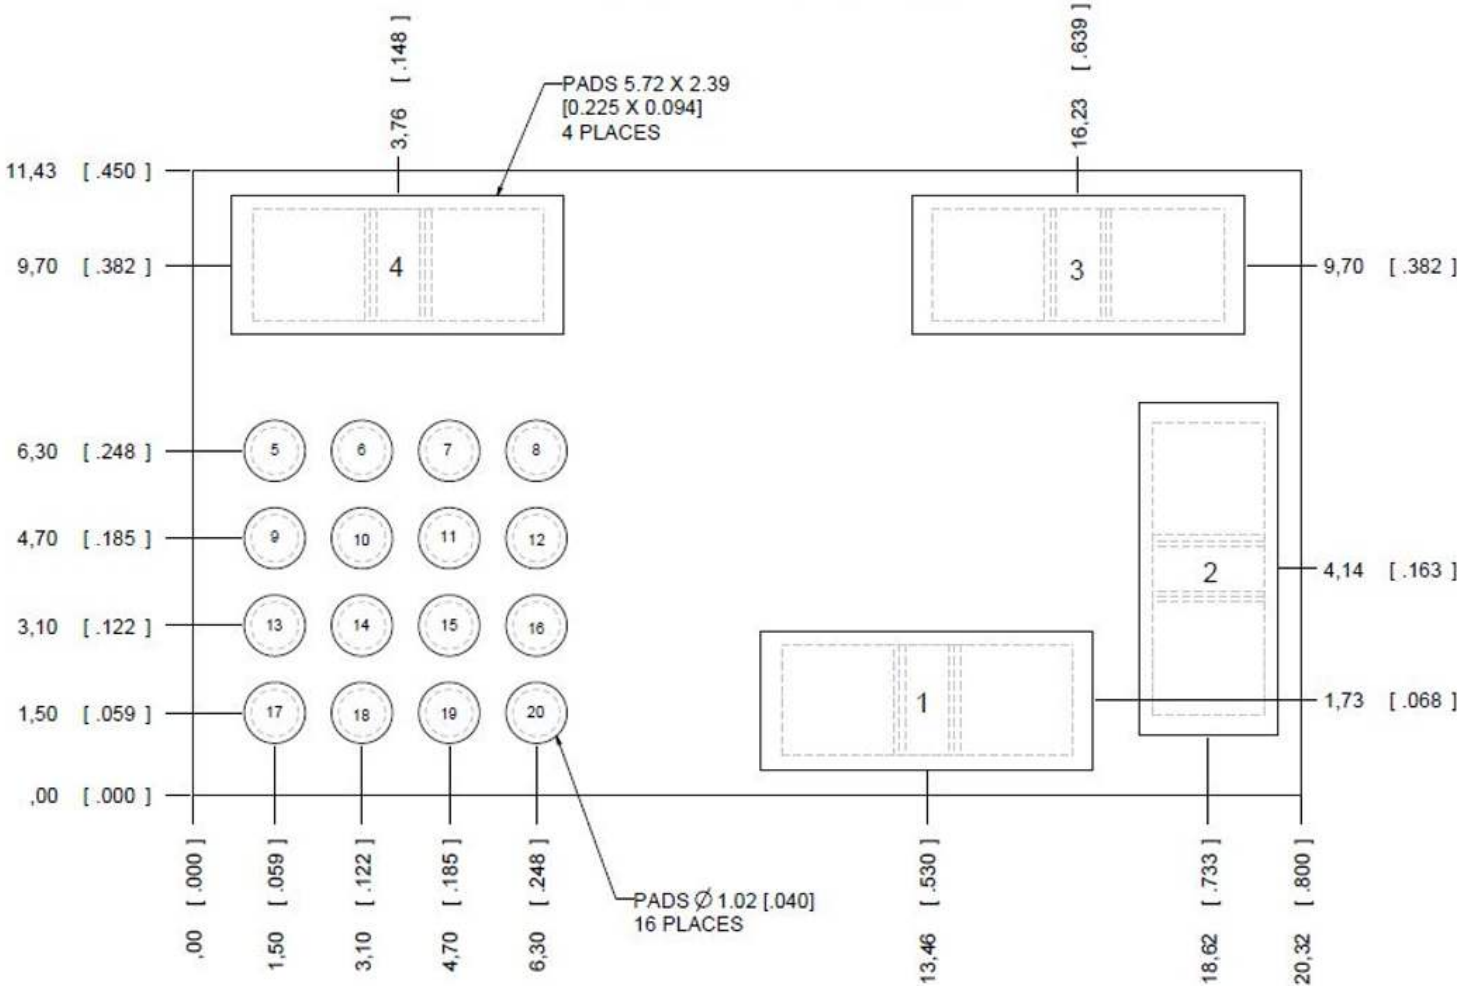 3,76 [ .148 ]
16,23 [ .639 ]
PADS 5.72 X 2.39
[0.225 X 0.094]
4 PLACES
11,43 [ .450 ]
9,70 [ .382 ]
4
3
9,70 [ .382 ]
6,30 [ .248 ]
5 6 7 8
4,70 [ .185 ]
9 10 11 12
2
4,14 [ .163 ]
3,10 [ .122 ]
13 14 15 16
1,50 [ .059 ]
17 18 19 20
1
1,73 [ .068 ]
,00 [ .000 ]
,00 [ .000 ]
1,50 [ .059 ]
3,10 [ .122 ]
4,70 [ .185 ]
6,30 [ .248 ]
PADS Ø 1.02 [.040]
16 PLACES
13,46 [ .530 ]
18,62 [ .733 ]
20,32 [ .800 ]